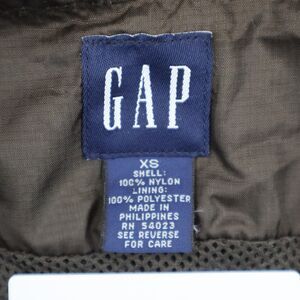 GAP
XS
SHELL:
100% NYLON
LINING:
100% POLYESTER
MADE IN
PHILIPPINES
RN 54023
SEE REVERSE
FOR CARE